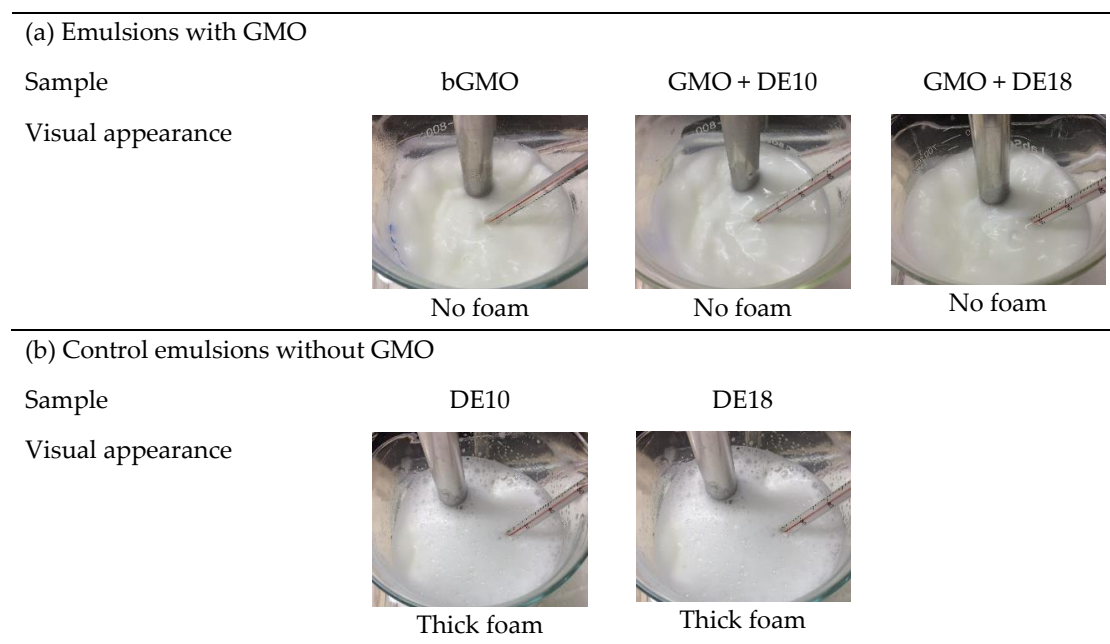 (a) Emulsions with GMO
Sample bGMO GMO + DE10 GMO + DE18
Visual appearance
No foam No foam No foam
(b) Control emulsions without GMO
Sample DE10 DE18
Visual appearance
Thick foam Thick foam